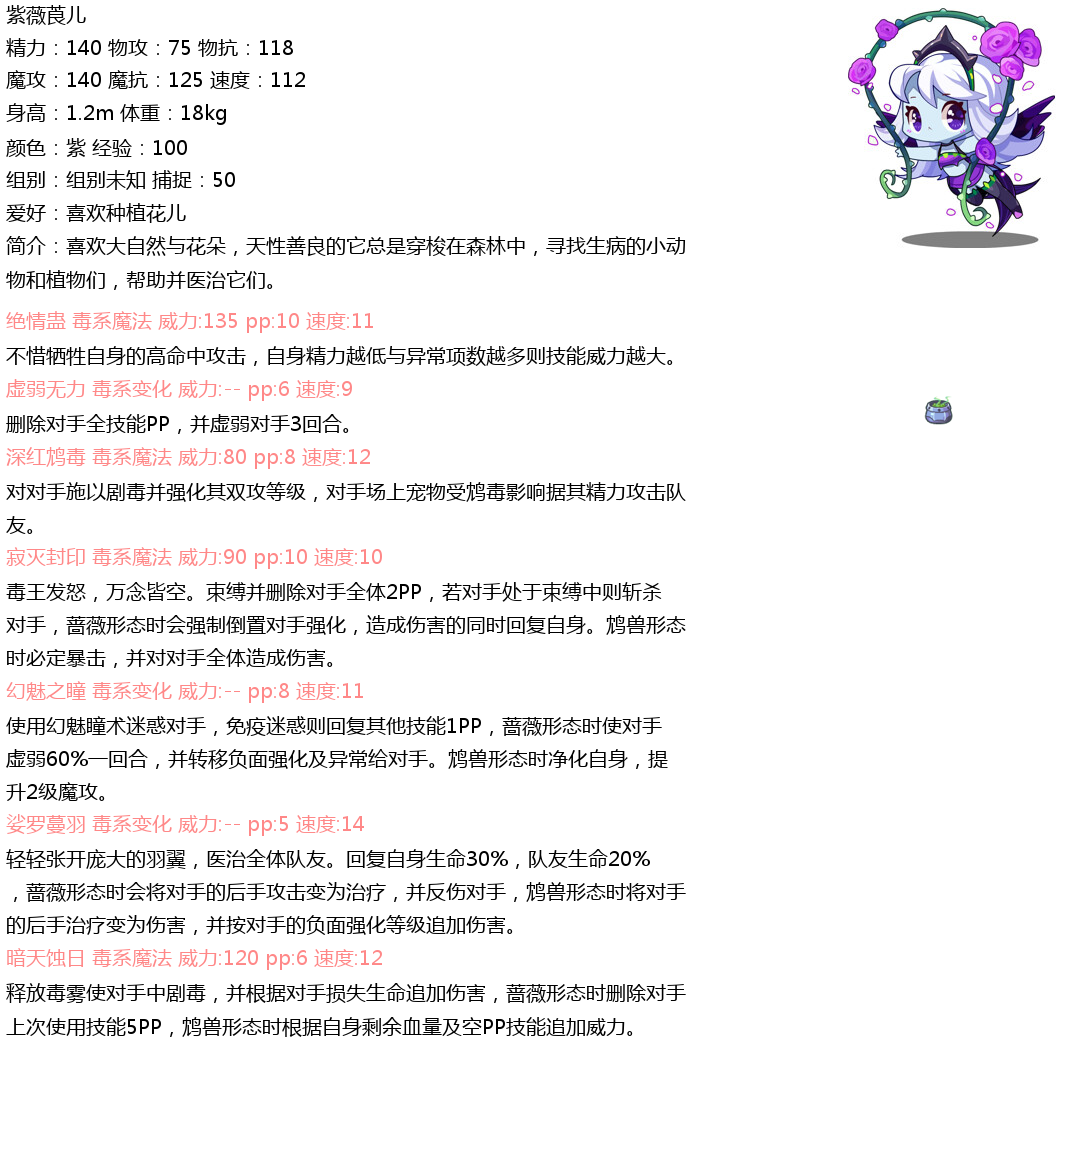 紫薇莨儿
精力：140 物攻：75 物抗：118
魔攻：140 魔抗：125 速度：112
身高：1.2m 体重：18kg
颜色：紫 经验：100
组别：组别未知 捕捉：50
爱好：喜欢种植花儿
简介：喜欢大自然与花朵，天性善良的它总是穿梭在森林中，寻找生病的小动
物和植物们，帮助并医治它们。
绝情蛊 毒系魔法 威力:135 pp:10 速度:11
不惜牺牲自身的高命中攻击，自身精力越低与异常项数越多则技能威力越大。
虚弱无力 毒系变化 威力:-- pp:6 速度:9
删除对手全技能PP，并虚弱对手3回合。
深红鸩毒 毒系魔法 威力:80 pp:8 速度:12
对对手施以剧毒并强化其双攻等级，对手场上宠物受鸩毒影响据其精力攻击队
友。
寂灭封印 毒系魔法 威力:90 pp:10 速度:10
毒王发怒，万念皆空。束缚并删除对手全体2PP，若对手处于束缚中则斩杀
对手，蔷薇形态时会强制倒置对手强化，造成伤害的同时回复自身。鸩兽形态
时必定暴击，并对对手全体造成伤害。
幻魅之瞳 毒系变化 威力:-- pp:8 速度:11
使用幻魅瞳术迷惑对手，免疫迷惑则回复其他技能1PP，蔷薇形态时使对手
虚弱60%一回合，并转移负面强化及异常给对手。鸩兽形态时净化自身，提
升2级魔攻。
娑罗蔓羽 毒系变化 威力:-- pp:5 速度:14
轻轻张开庞大的羽翼，医治全体队友。回复自身生命30%，队友生命20%
，蔷薇形态时会将对手的后手攻击变为治疗，并反伤对手，鸩兽形态时将对手
的后手治疗变为伤害，并按对手的负面强化等级追加伤害。
暗天蚀日 毒系魔法 威力:120 pp:6 速度:12
释放毒雾使对手中剧毒，并根据对手损失生命追加伤害，蔷薇形态时删除对手
上次使用技能5PP，鸩兽形态时根据自身剩余血量及空PP技能追加威力。